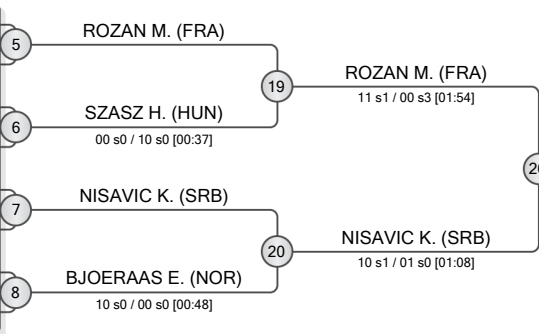 5
ROZAN M. (FRA)
19
ROZAN M. (FRA)
11 s1 / 00 s3 [01:54]
6
SZASZ H. (HUN)
00 s0 / 10 s0 [00:37]
7
NISAVIC K. (SRB)
20
NISAVIC K. (SRB)
10 s1 / 01 s0 [01:08]
8
BJOERAAS E. (NOR)
10 s0 / 00 s0 [00:48]